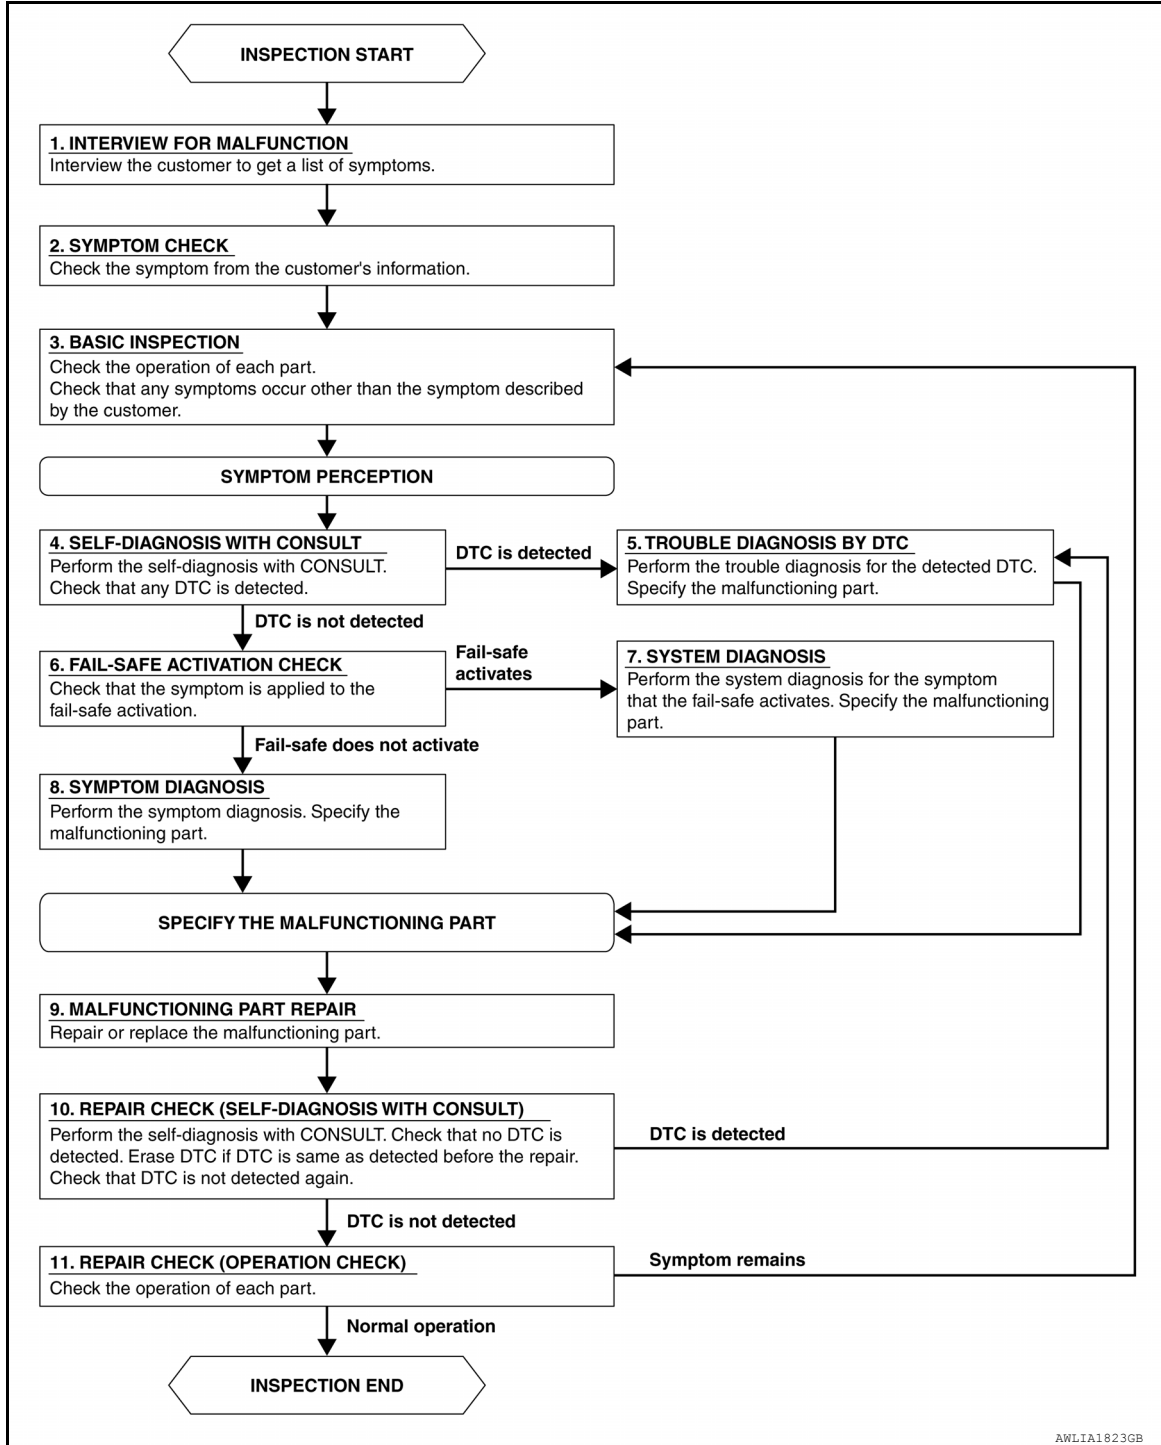 INSPECTION START
1. INTERVIEW FOR MALFUNCTION
Interview the customer to get a list of symptoms.
2. SYMPTOM CHECK
Check the symptom from the customer's information.
3. BASIC INSPECTION
Check the operation of each part.
Check that any symptoms occur other than the symptom described
by the customer.
SYMPTOM PERCEPTION
4. SELF-DIAGNOSIS WITH CONSULT
Perform the self-diagnosis with CONSULT.
Check that any DTC is detected.
DTC is detected
5. TROUBLE DIAGNOSIS BY DTC
Perform the trouble diagnosis for the detected DTC.
Specify the malfunctioning part.
DTC is not detected
6. FAIL-SAFE ACTIVATION CHECK
Check that the symptom is applied to the
fail-safe activation.
Fail-safe
activates
7. SYSTEM DIAGNOSIS
Perform the system diagnosis for the symptom
that the fail-safe activates. Specify the malfunctioning
part.
Fail-safe does not activate
8. SYMPTOM DIAGNOSIS
Perform the symptom diagnosis. Specify the
malfunctioning part.
SPECIFY THE MALFUNCTIONING PART
9. MALFUNCTIONING PART REPAIR
Repair or replace the malfunctioning part.
10. REPAIR CHECK (SELF-DIAGNOSIS WITH CONSULT)
Perform the self-diagnosis with CONSULT. Check that no DTC is
detected. Erase DTC if DTC is same as detected before the repair.
Check that DTC is not detected again.
DTC is detected
DTC is not detected
11. REPAIR CHECK (OPERATION CHECK)
Check the operation of each part.
Symptom remains
Normal operation
INSPECTION END
AWLIA1823GB